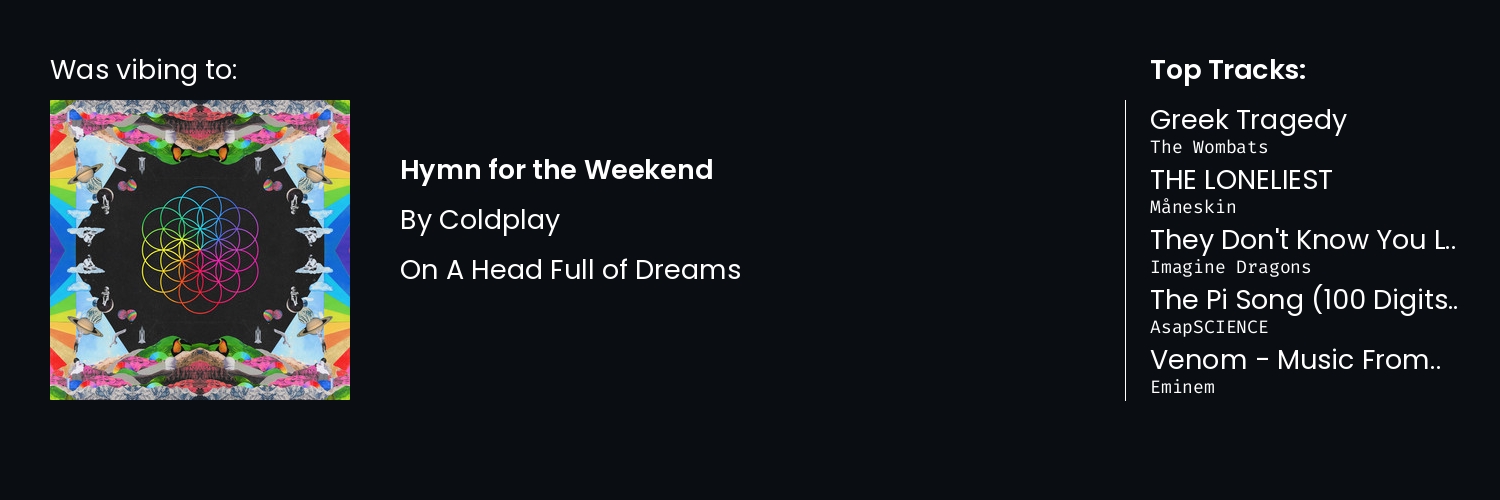 Was vibing to:
Hymn for the Weekend
By Coldplay
On A Head Full of Dreams
Top Tracks:
Greek Tragedy
The Wombats
THE LONELIEST
Måneskin
They Don't Know You L..
Imagine Dragons
The Pi Song (100 Digits..
AsapSCIENCE
Venom - Music From..
Eminem